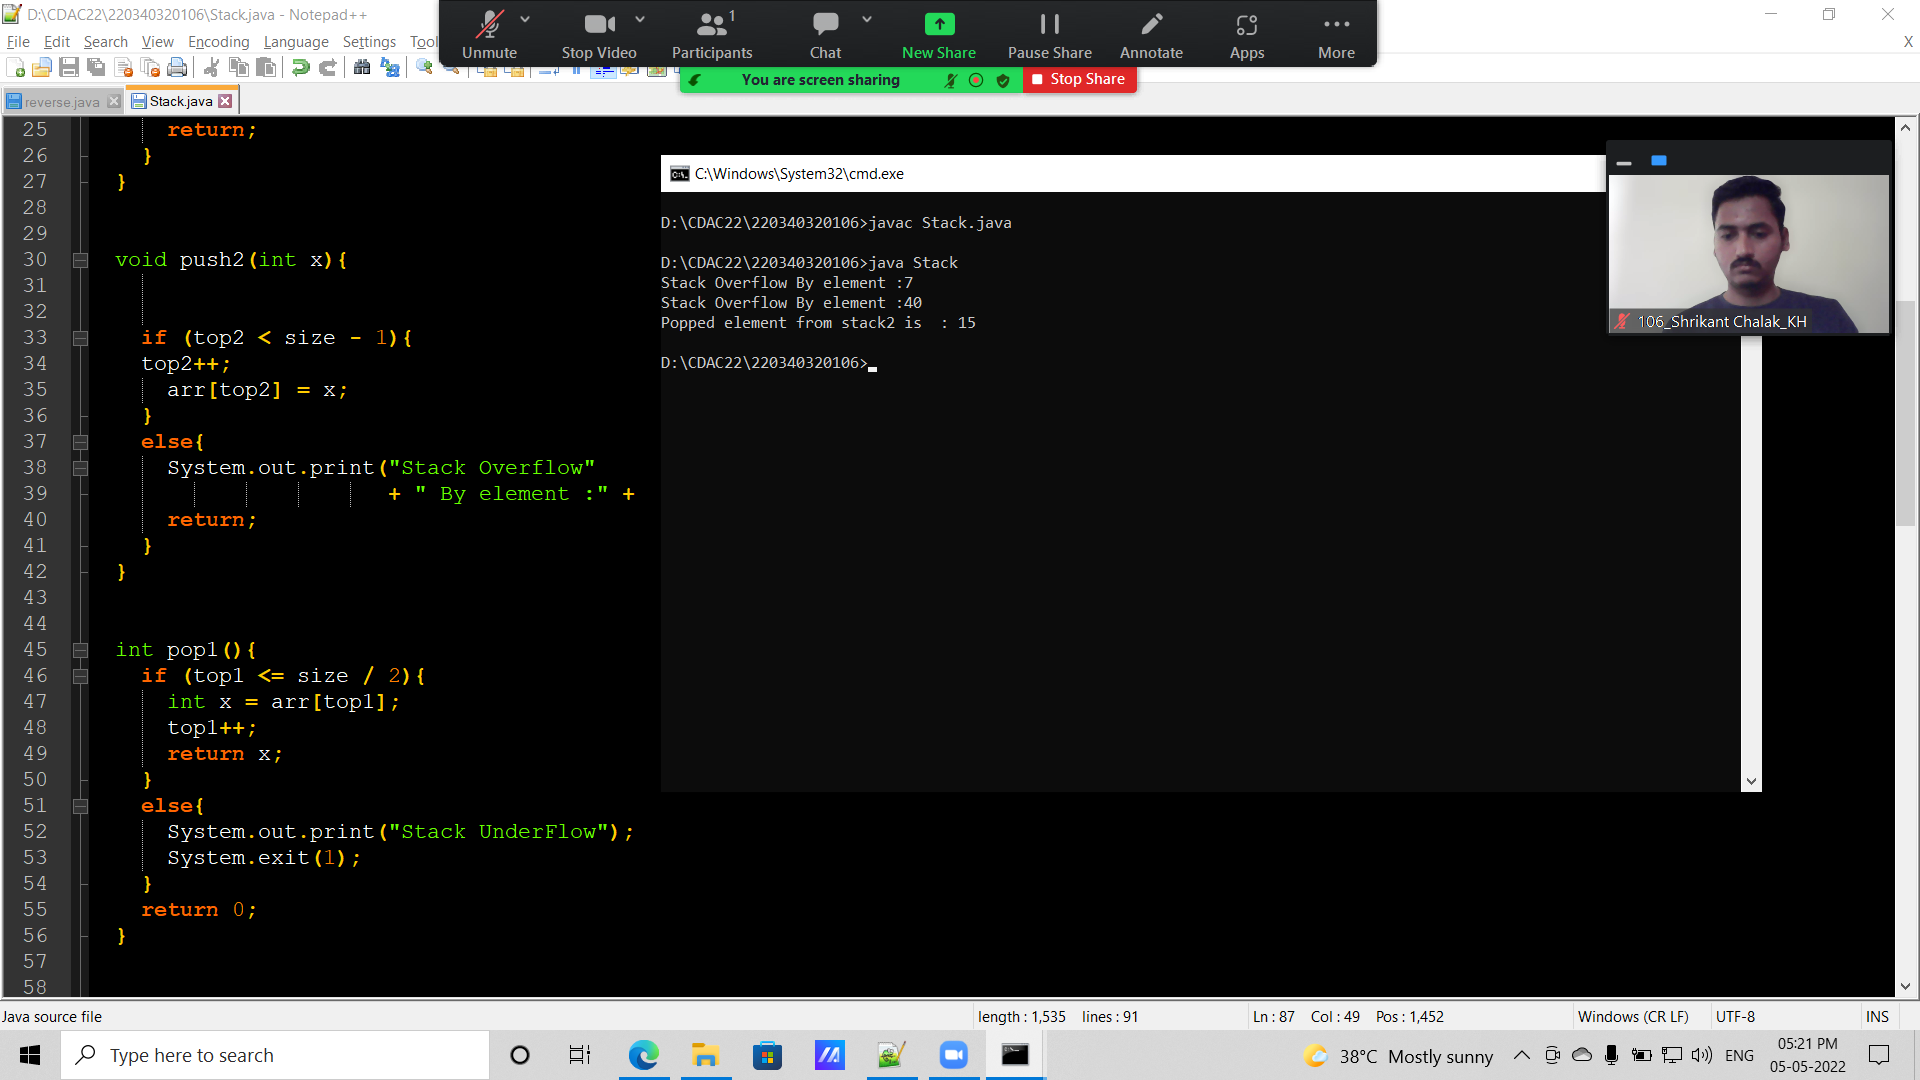 D:\CDAC22\220340320106\Stack.java - Notepad++
File Edit Search View Encoding Language Settings Tool
X
Unmute Stop Video Participants 1 Chat New Share Pause Share Annotate Apps More
You are screen sharing Stop Share
reverse.java Stack.java
25 return;
26 }
27 }
28
29
30 void push2(int x){
31
32
33 if (top2 < size - 1){
34 top2++;
35 arr[top2] = x;
36 }
37 else{
38 System.out.print("Stack Overflow"
39 + " By element :" +
40 return;
41 }
42 }
43
44
45 int pop1(){
46 if (top1 <= size / 2){
47 int x = arr[top1];
48 top1++;
49 return x;
50 }
51 else{
52 System.out.print("Stack UnderFlow");
53 System.exit(1);
54 }
55 return 0;
56 }
57
58
C:\Windows\System32\cmd.exe
D:\CDAC22\220340320106>javac Stack.java
D:\CDAC22\220340320106>java Stack
Stack Overflow By element :7
Stack Overflow By element :40
Popped element from stack2 is  : 15
D:\CDAC22\220340320106>
106_Shrikant Chalak_KH
Java source file length : 1,535 lines : 91 Ln : 87 Col : 49 Pos : 1,452 Windows (CR LF) UTF-8 INS
Type here to search
38°C Mostly sunny
ENG
05:21 PM
05-05-2022